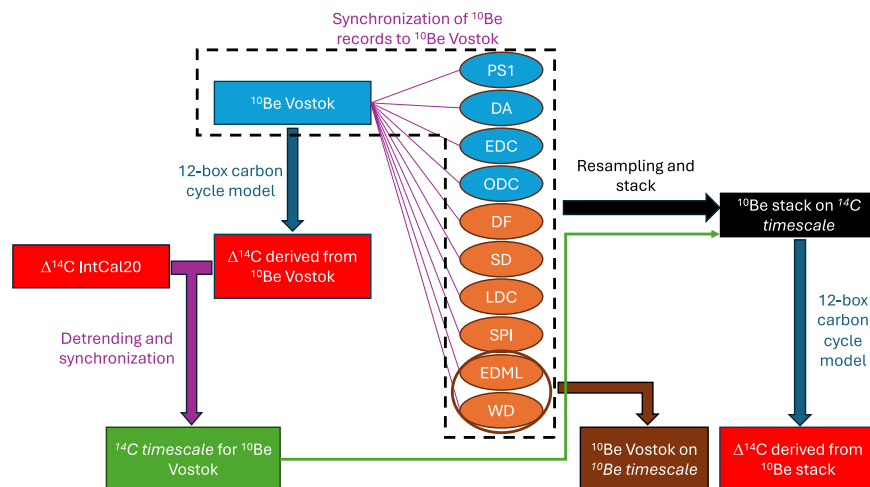 Synchronization of ¹⁰Be
records to ¹⁰Be Vostok
¹⁰Be Vostok
PS1
DA
EDC
ODC
DF
SD
LDC
SPI
EDML
WD
12-box carbon
cycle model
Resampling and
stack
¹⁰Be stack on ¹⁴C
timescale
Δ¹⁴C IntCal20
Δ¹⁴C derived from
¹⁰Be Vostok
Detrending and
synchronization
12-box
carbon
cycle
model
¹⁴C timescale for ¹⁰Be
Vostok
¹⁰Be Vostok on
¹⁰Be timescale
Δ¹⁴C derived from
¹⁰Be stack